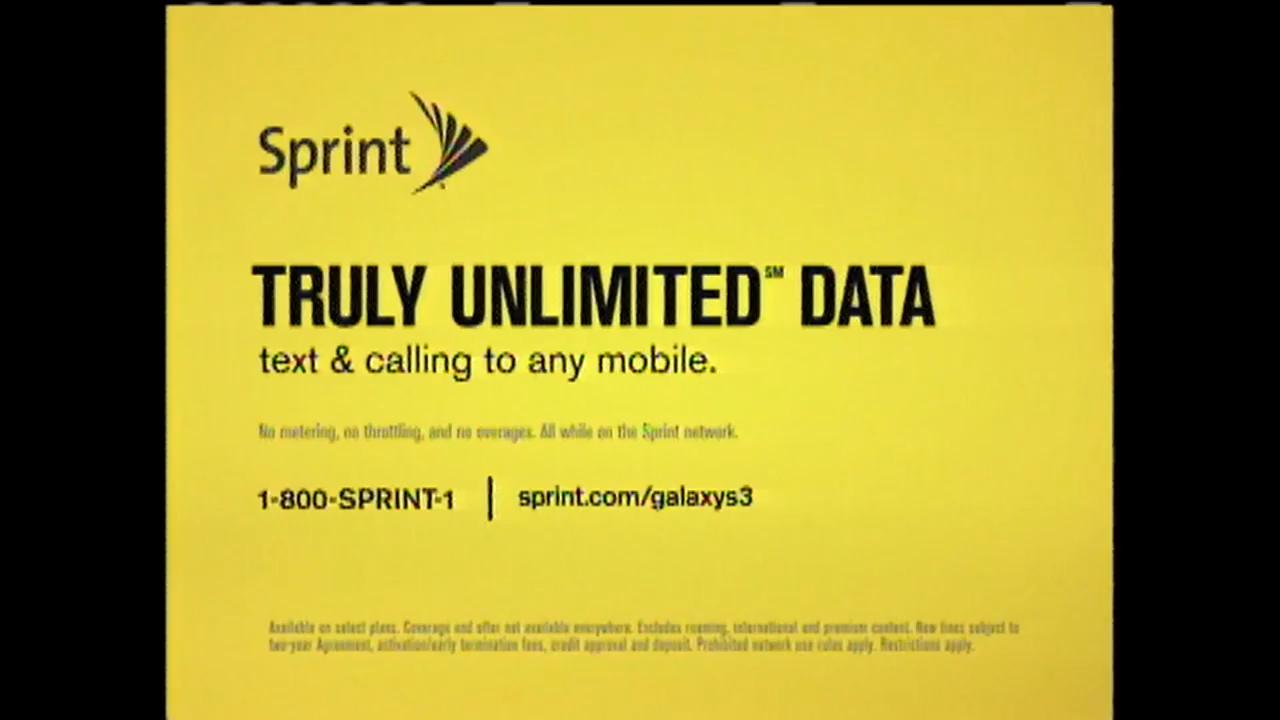 Sprint
TRULY UNLIMITED℠ DATA
text & calling to any mobile.
No metering, no throttling, and no overages. All while on the Sprint network.
1-800-SPRINT-1 | sprint.com/galaxys3
Available on select plans. Coverage and offer not available everywhere. Excludes roaming, international and premium content. New lines subject to
two-year Agreement, activation/early termination fees, credit approval and deposit. Prohibited network use rules apply. Restrictions apply.